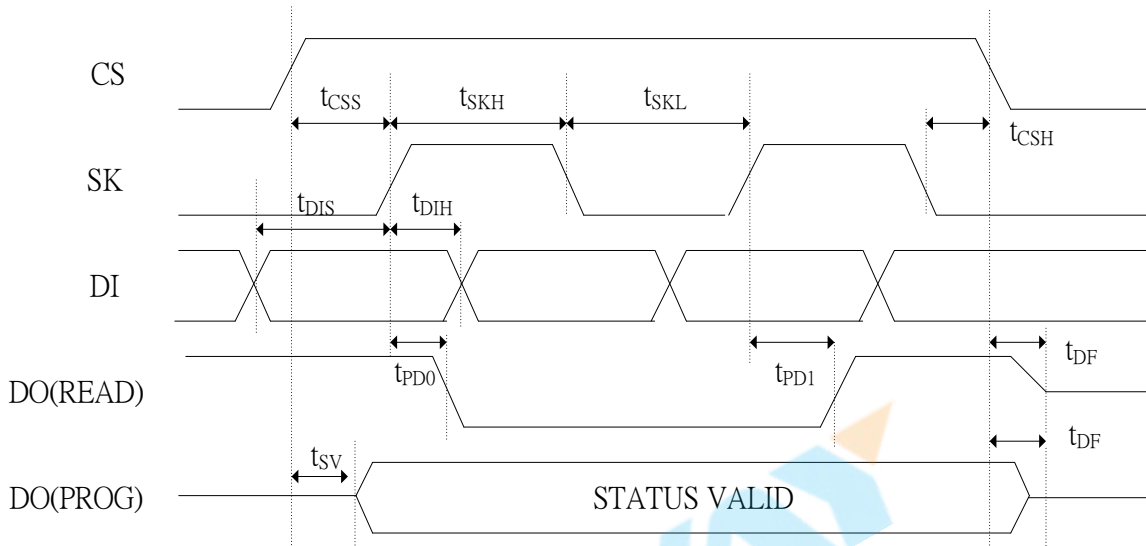 CS
tCSS
tSKH
tSKL
tCSH
SK
tDIS
tDIH
DI
tPD0
tPD1
tDF
DO(READ)
tDF
tSV
DO(PROG)
STATUS VALID